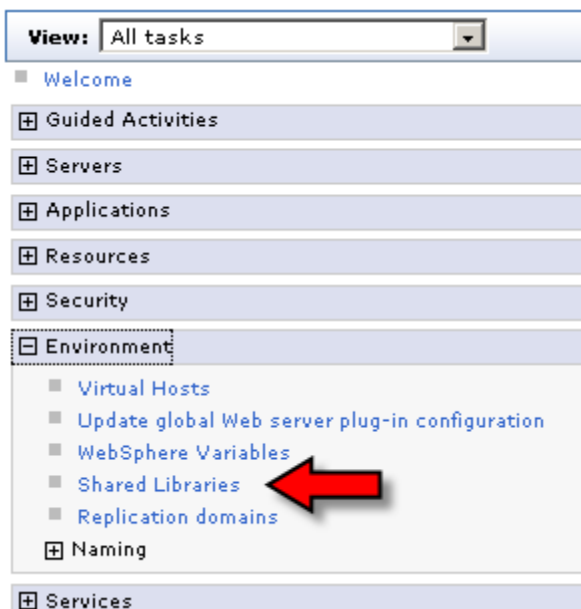 View: All tasks
Welcome
Guided Activities
Servers
Applications
Resources
Security
Environment
Virtual Hosts
Update global Web server plug-in configuration
WebSphere Variables
Shared Libraries
Replication domains
Naming
Services